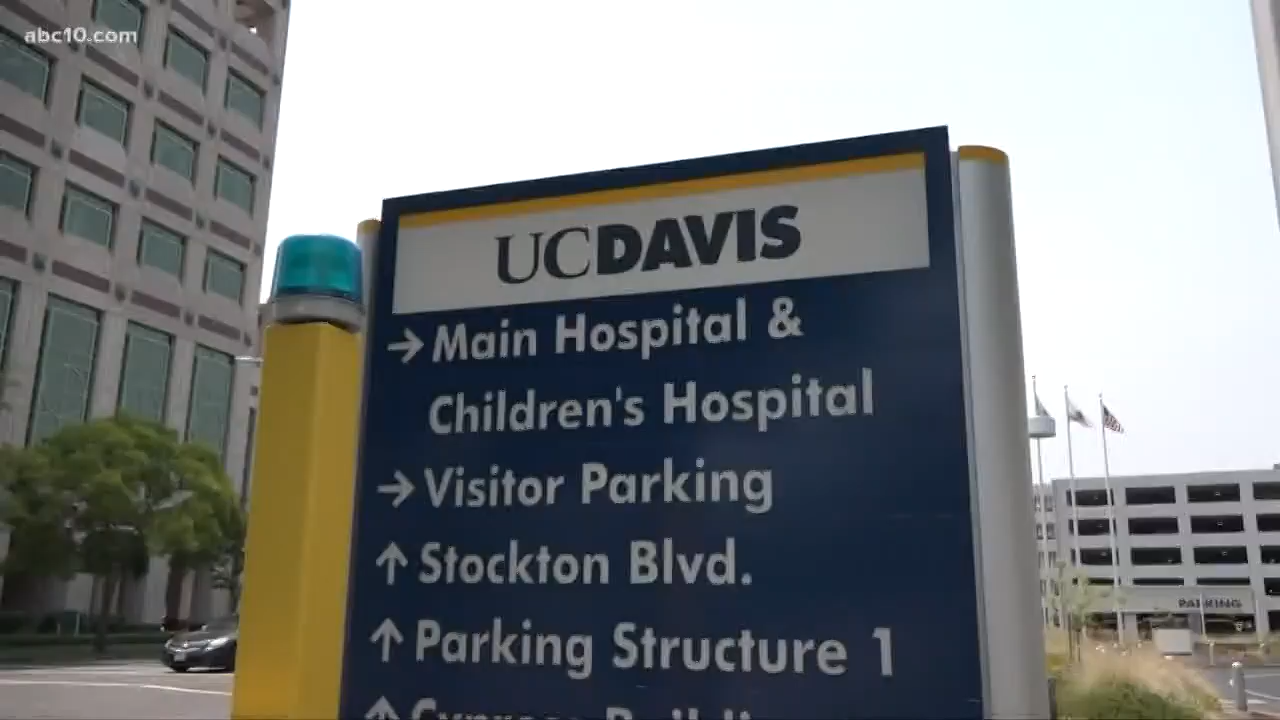 abc10.com
UCDAVIS
→ Main Hospital &
Children's Hospital
→ Visitor Parking
↑ Stockton Blvd.
↑ Parking Structure 1
PARKING